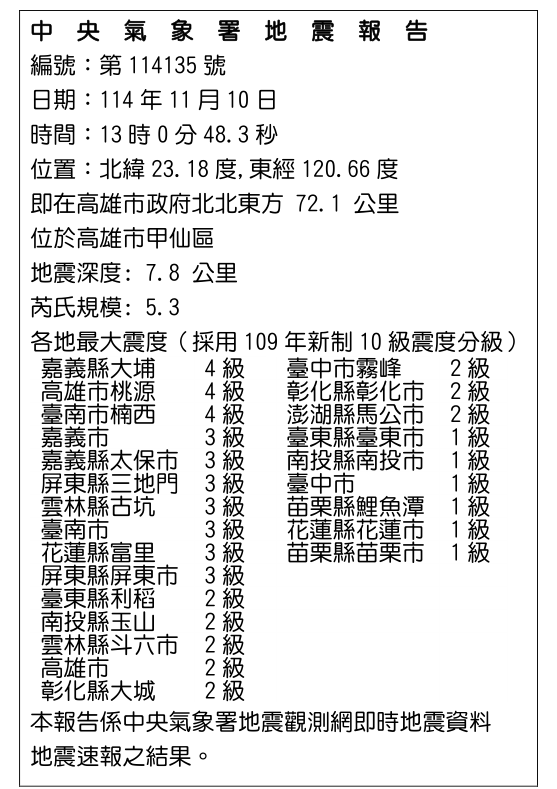 中央氣象署地震報告
編號：第 114135 號
日期：114 年 11 月 10 日
時間：13 時 0 分 48.3 秒
位置：北緯 23.18 度,東經 120.66 度
即在高雄市政府北北東方 72.1 公里
位於高雄市甲仙區
地震深度: 7.8 公里
芮氏規模: 5.3
各地最大震度（採用 109 年新制 10 級震度分級）
嘉義縣大埔 4 級 臺中市霧峰 2 級
高雄市桃源 4 級 彰化縣彰化市 2 級
臺南市楠西 4 級 澎湖縣馬公市 2 級
嘉義市 3 級 臺東縣臺東市 1 級
嘉義縣太保市 3 級 南投縣南投市 1 級
屏東縣三地門 3 級 臺中市 1 級
雲林縣古坑 3 級 苗栗縣鯉魚潭 1 級
臺南市 3 級 花蓮縣花蓮市 1 級
花蓮縣富里 3 級 苗栗縣苗栗市 1 級
屏東縣屏東市 3 級
臺東縣利稻 2 級
南投縣玉山 2 級
雲林縣斗六市 2 級
高雄市 2 級
彰化縣大城 2 級
本報告係中央氣象署地震觀測網即時地震資料
地震速報之結果。